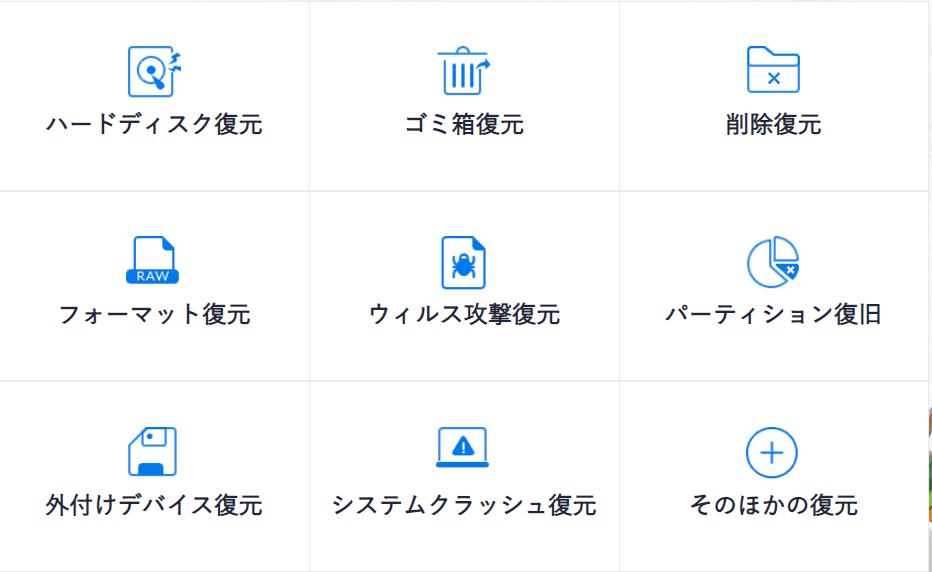 ハードディスク復元
ゴミ箱復元
削除復元
RAW
フォーマット復元
ウィルス攻撃復元
パーティション復旧
外付けデバイス復元
システムクラッシュ復元
そのほかの復元